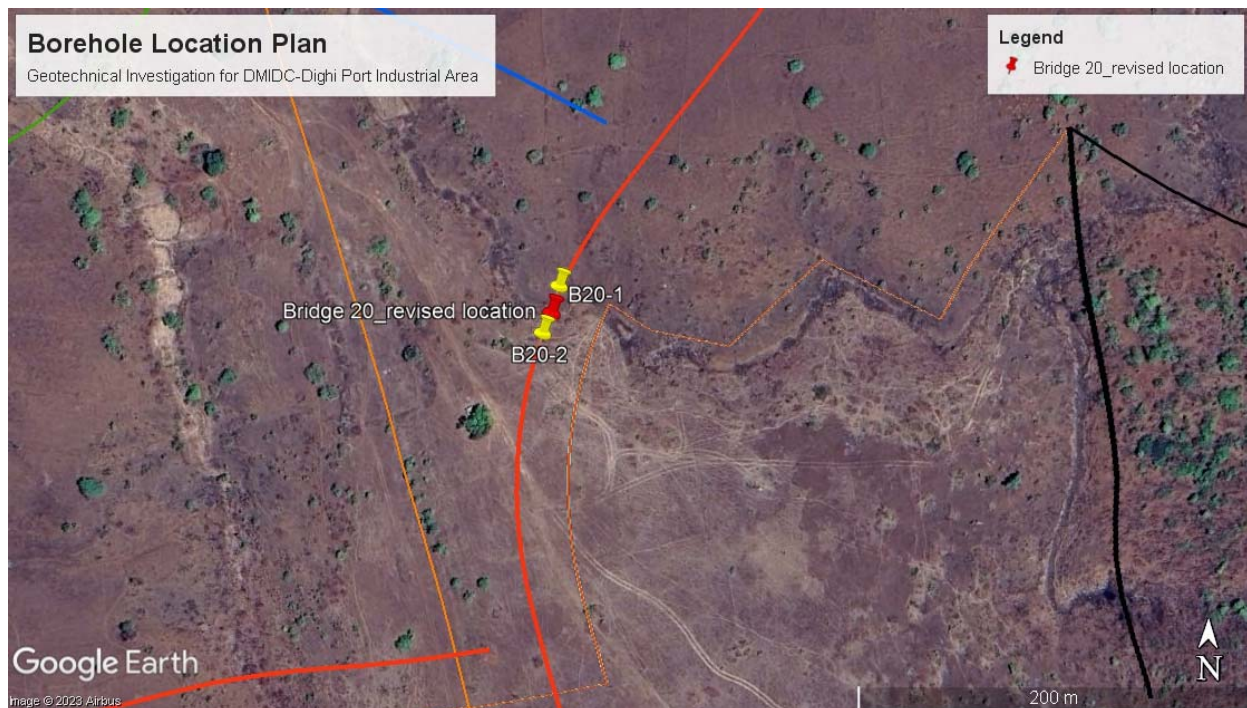 Borehole Location Plan
Geotechnical Investigation for DMIDC-Dighi Port Industrial Area
Legend
Bridge 20_revised location
B20-1
Bridge 20_revised location
B20-2
Google Earth
Image © 2023 Airbus
N
200 m